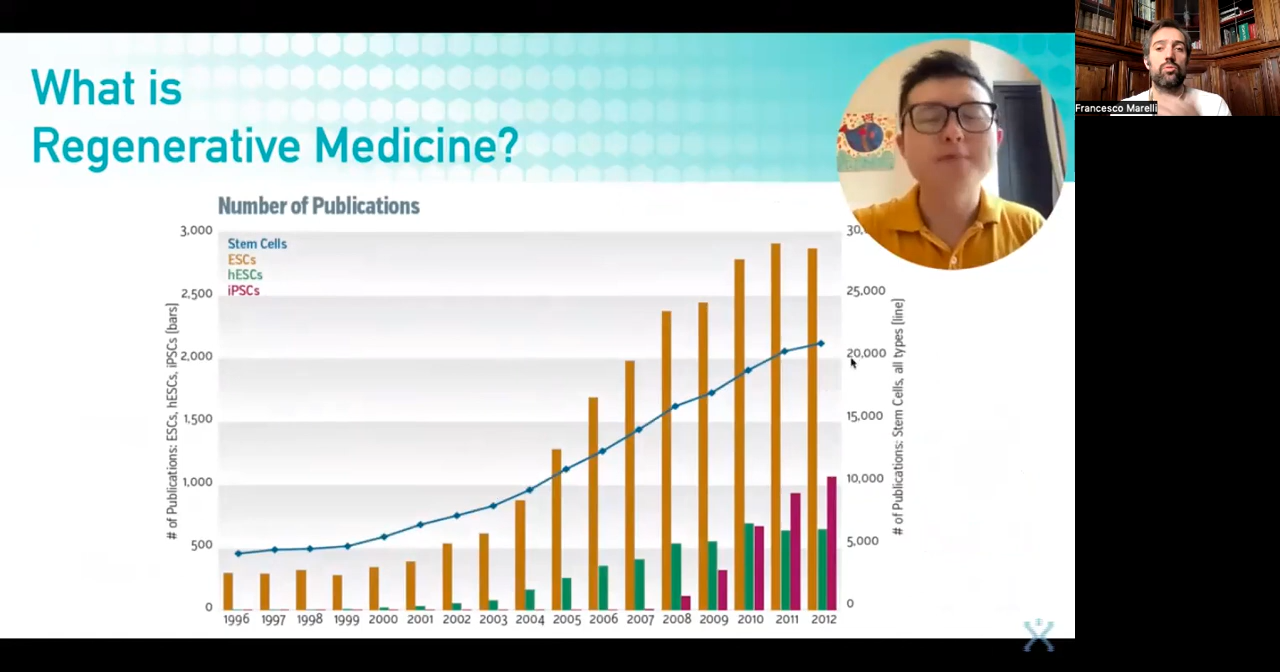 What is
Regenerative Medicine?
Francesco Marelli
Number of Publications
Stem Cells
ESCs
hESCs
iPSCs
# of Publications: ESCs, hESCs, iPSCs (bars)
3,000
2,500
2,000
1,500
1,000
500
0
30,
25,000
20,000
15,000
10,000
5,000
0
# of Publications: Stem Cells, all types (line)
1996 1997 1998 1999 2000 2001 2002 2003 2004 2005 2006 2007 2008 2009 2010 2011 2012